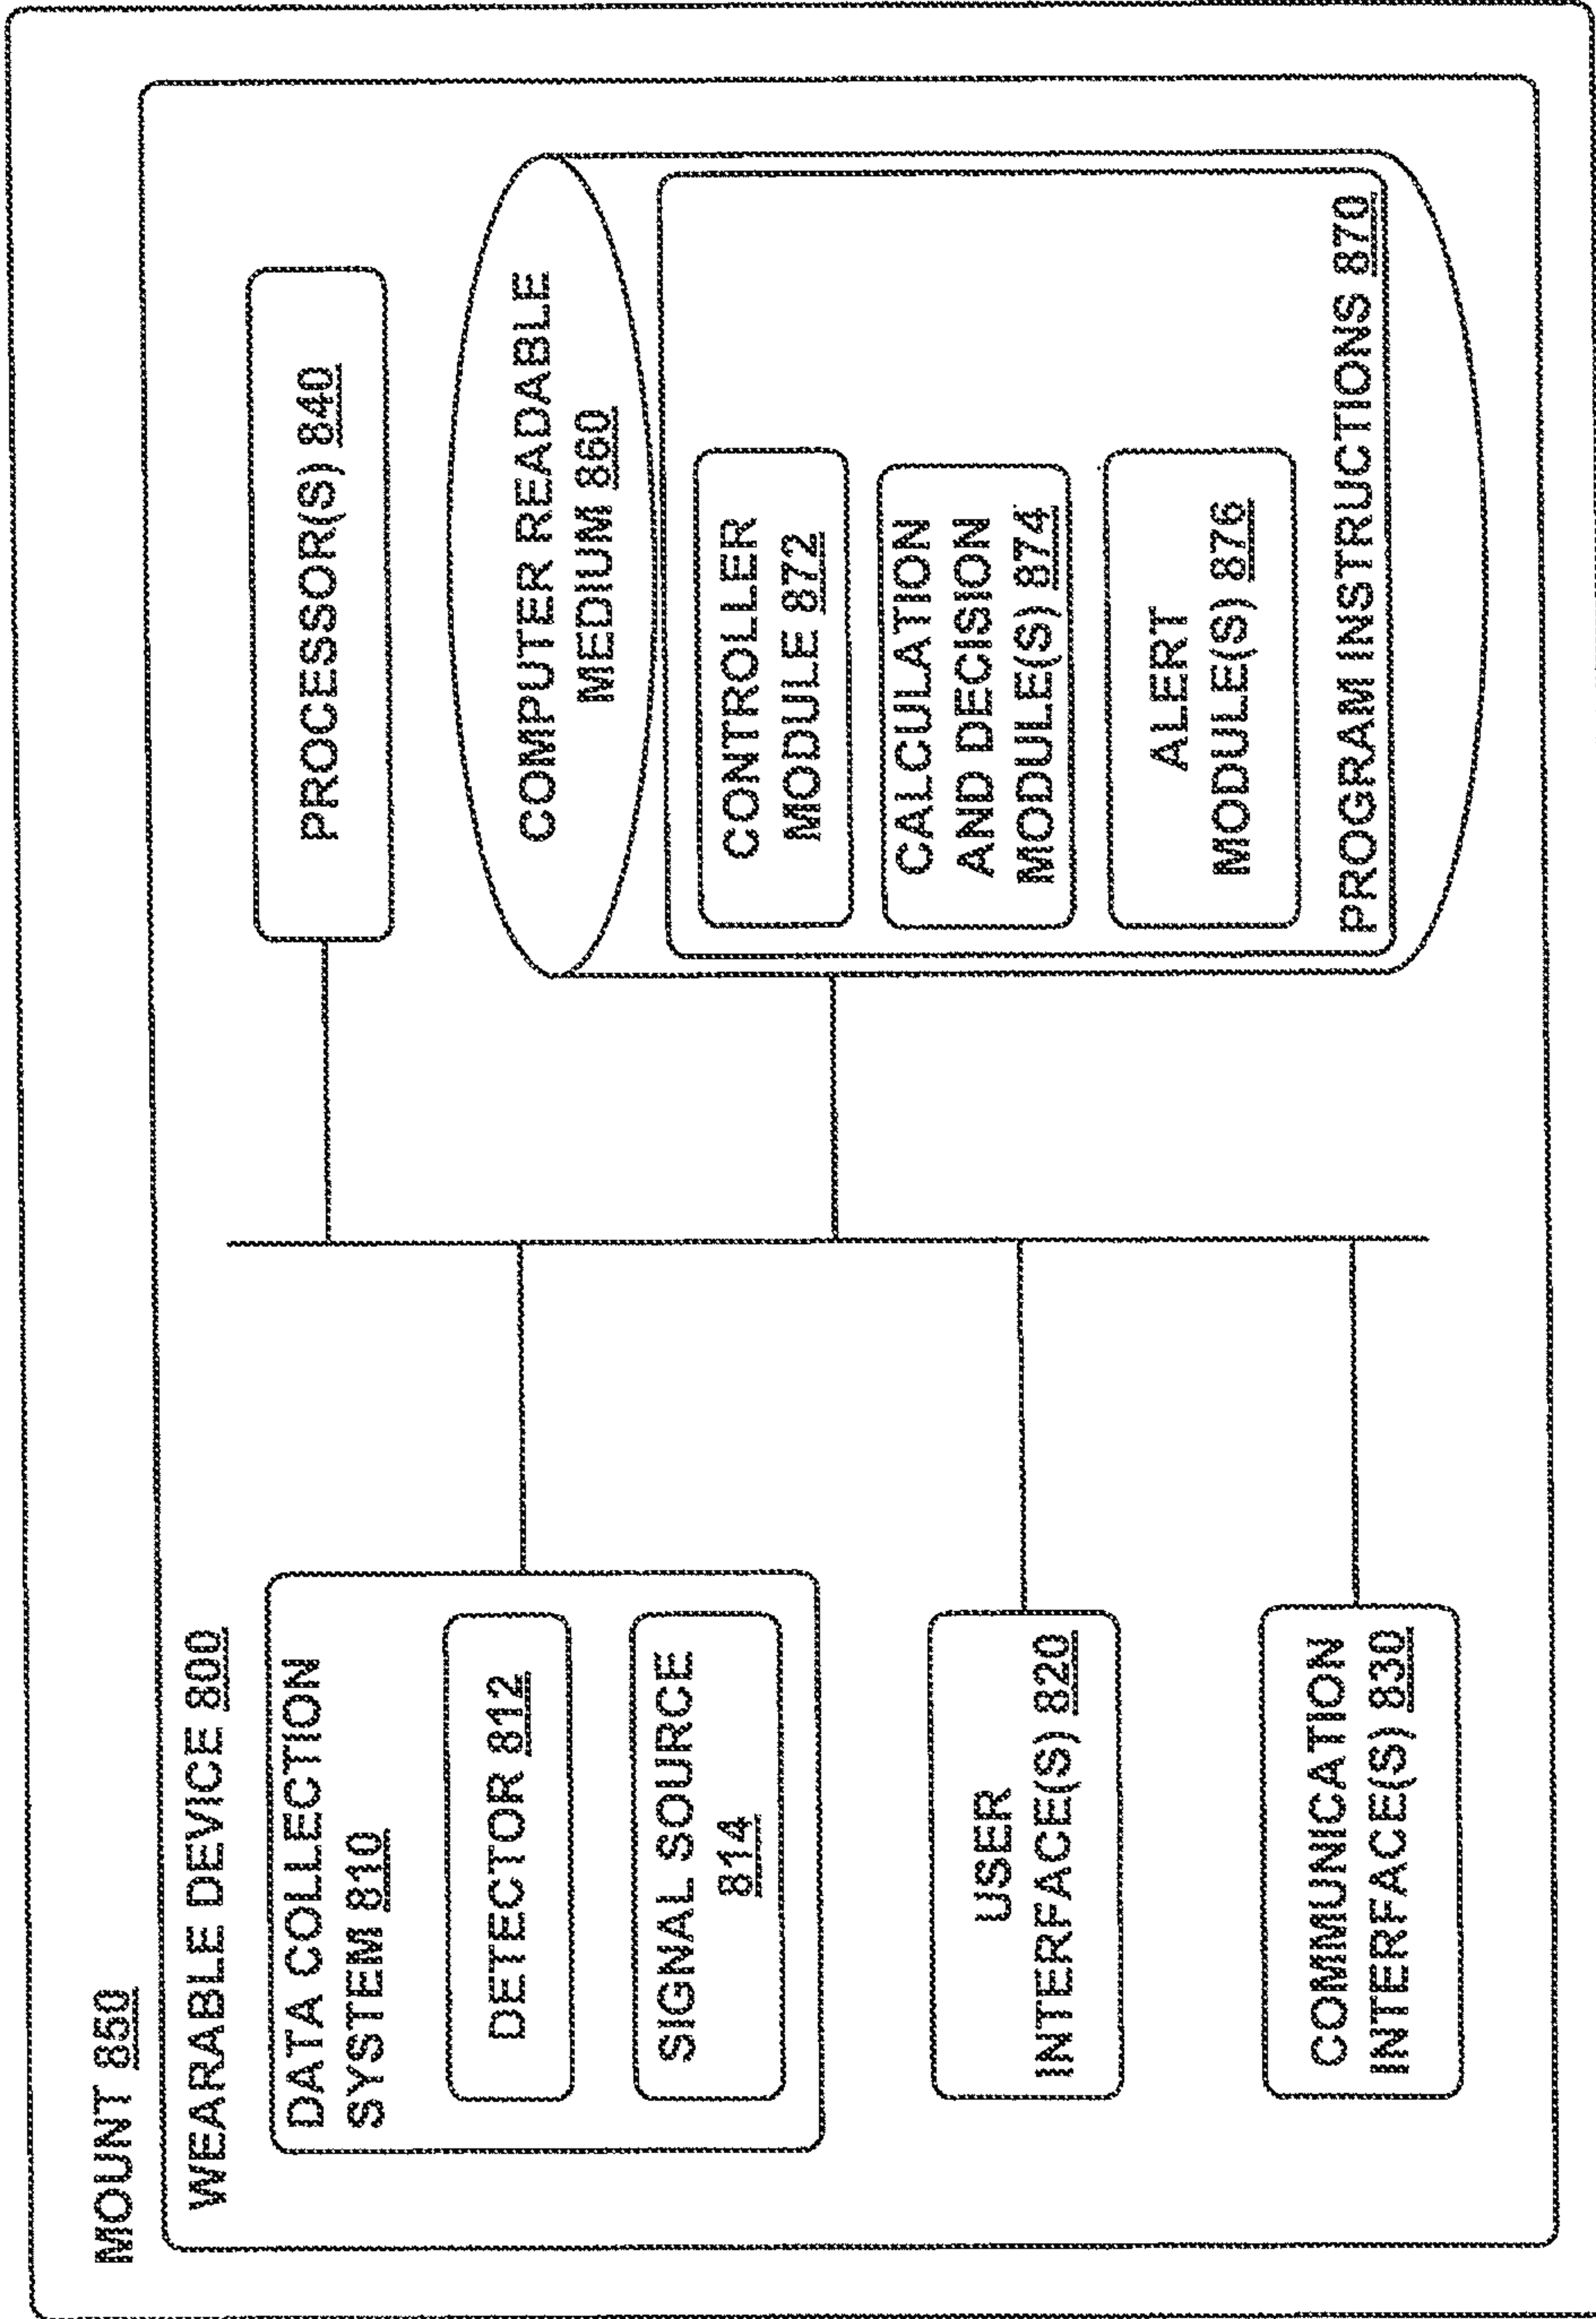 MOUNT 850
WEARABLE DEVICE 800
DATA COLLECTION
SYSTEM 810
DETECTOR 812
SIGNAL SOURCE
814
USER
INTERFACE(S) 820
COMMUNICATION
INTERFACE(S) 830
PROCESSOR(S) 840
COMPUTER READABLE
MEDIUM 860
CONTROLLER
MODULE 872
CALCULATION
AND DECISION
MODULE(S) 874
ALERT
MODULE(S) 876
PROGRAM INSTRUCTIONS 870